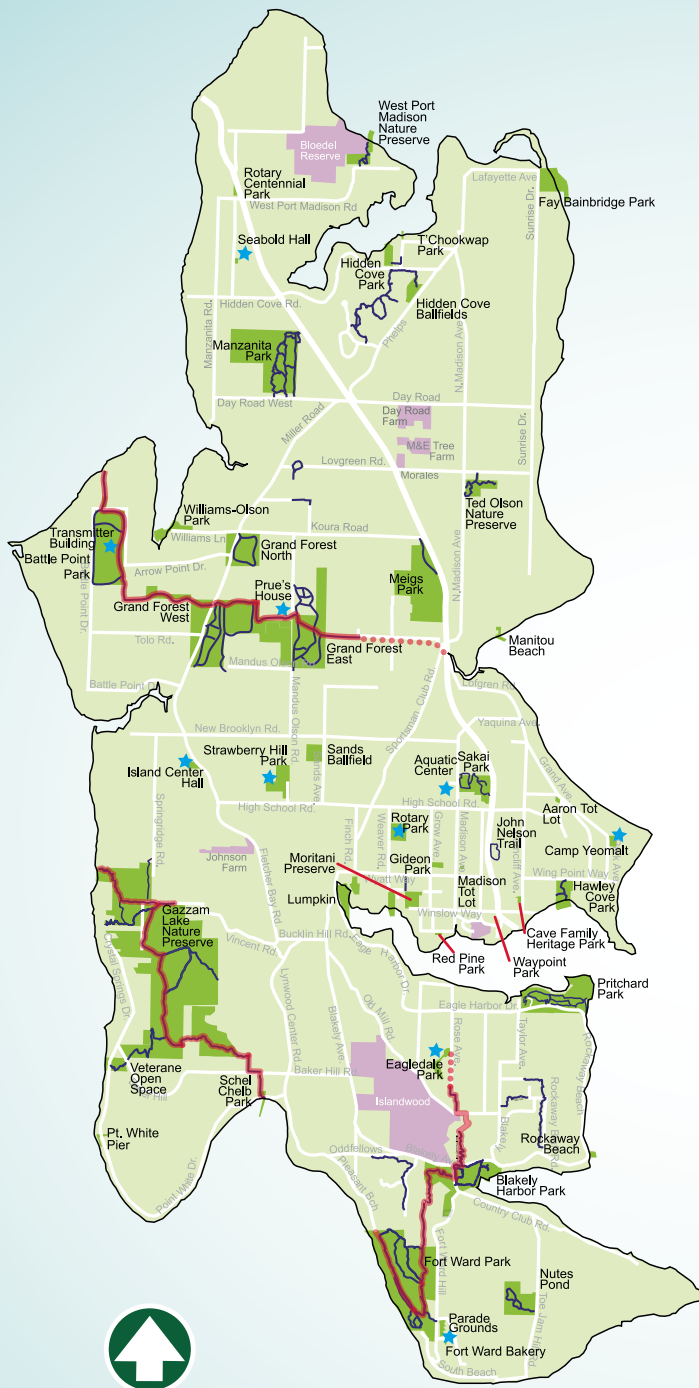 West Port
Madison
Nature
Preserve
Bloedel
Reserve
Lafayette Ave
Rotary
Centennial
Park
West Port Madison Rd
Fay Bainbridge Park
Sunrise Dr.
Seabold Hall
T'Chookwap
Park
Hidden
Cove
Park
Hidden Cove Rd.
Hidden Cove
Ballfields
Manzanita Rd.
Phelps
N.Madison Ave
Manzanita
Park
Day Road West
Day Road
Miller Road
Day Road
Farm
Sunrise Dr.
M&E Tree
Farm
Lovgreen Rd.
Morales
Ted Olson
Nature
Preserve
Williams-Olson
Park
Koura Road
Williams Ln
Transmitter
Building
Battle Point
Park
Grand Forest
North
Arrow Point Dr.
Prue's
House
Meigs
Park
N.Madison Ave
Battle Point Dr.
Grand Forest
West
Tolo Rd.
Grand Forest
East
Manitou
Beach
Mandus Olson Rd.
Battle Point Dr.
Mandus Olson Rd.
Sportsman Club Rd
Lofgren Rd.
Yaquina Ave.
New Brooklyn Rd.
Grand Ave
Strawberry Hill
Park
Sands
Ballfield
Sands Ave.
Aquatic
Center
Sakai
Park
Island Center
Hall
Springridge Rd.
High School Rd.
High School Rd.
Aaron Tot
Lot
Rotary
Park
John
Nelson
Trail
Camp Yeomalt
Finch Rd.
Weaver Rd.
Grow Ave
Madison Ave.
Johnson
Farm
Fletcher Bay Rd.
Moritani
Preserve
Gideon
Park
Wyatt Way
Wing Point Way
Madison
Tot
Lot
Hawley
Cove Park
Lumpkin
Winslow Way
Gazzam
Lake
Nature
Preserve
Cave Family
Heritage Park
Bucklin Hill Rd.
Vincent Rd.
Eagle Harbor Dr.
Red Pine
Park
Waypoint
Park
Crystal Springs Dr.
Lynwood Center Rd.
Blakely Ave.
Old Mill Rd.
Pritchard
Park
Eagle Harbor Dr.
Rose Ave.
Taylor Ave.
Rockaway Beach
Eagledale
Park
Veterane
Open
Space
Baker Hill Rd
Schel
Chelb
Park
Islandwood
Blakely
Pt. White
Pier
Oddfellows
Rockaway
Beach
Point White Dr.
Pleasant Bch
Blakely Harbor Park
Country Club Rd.
Fort Ward Park
Fort Ward Hill
Nutes
Pond
Parade
Grounds
Fort Ward Bakery
Toe Jam Hill Rd
South Beach